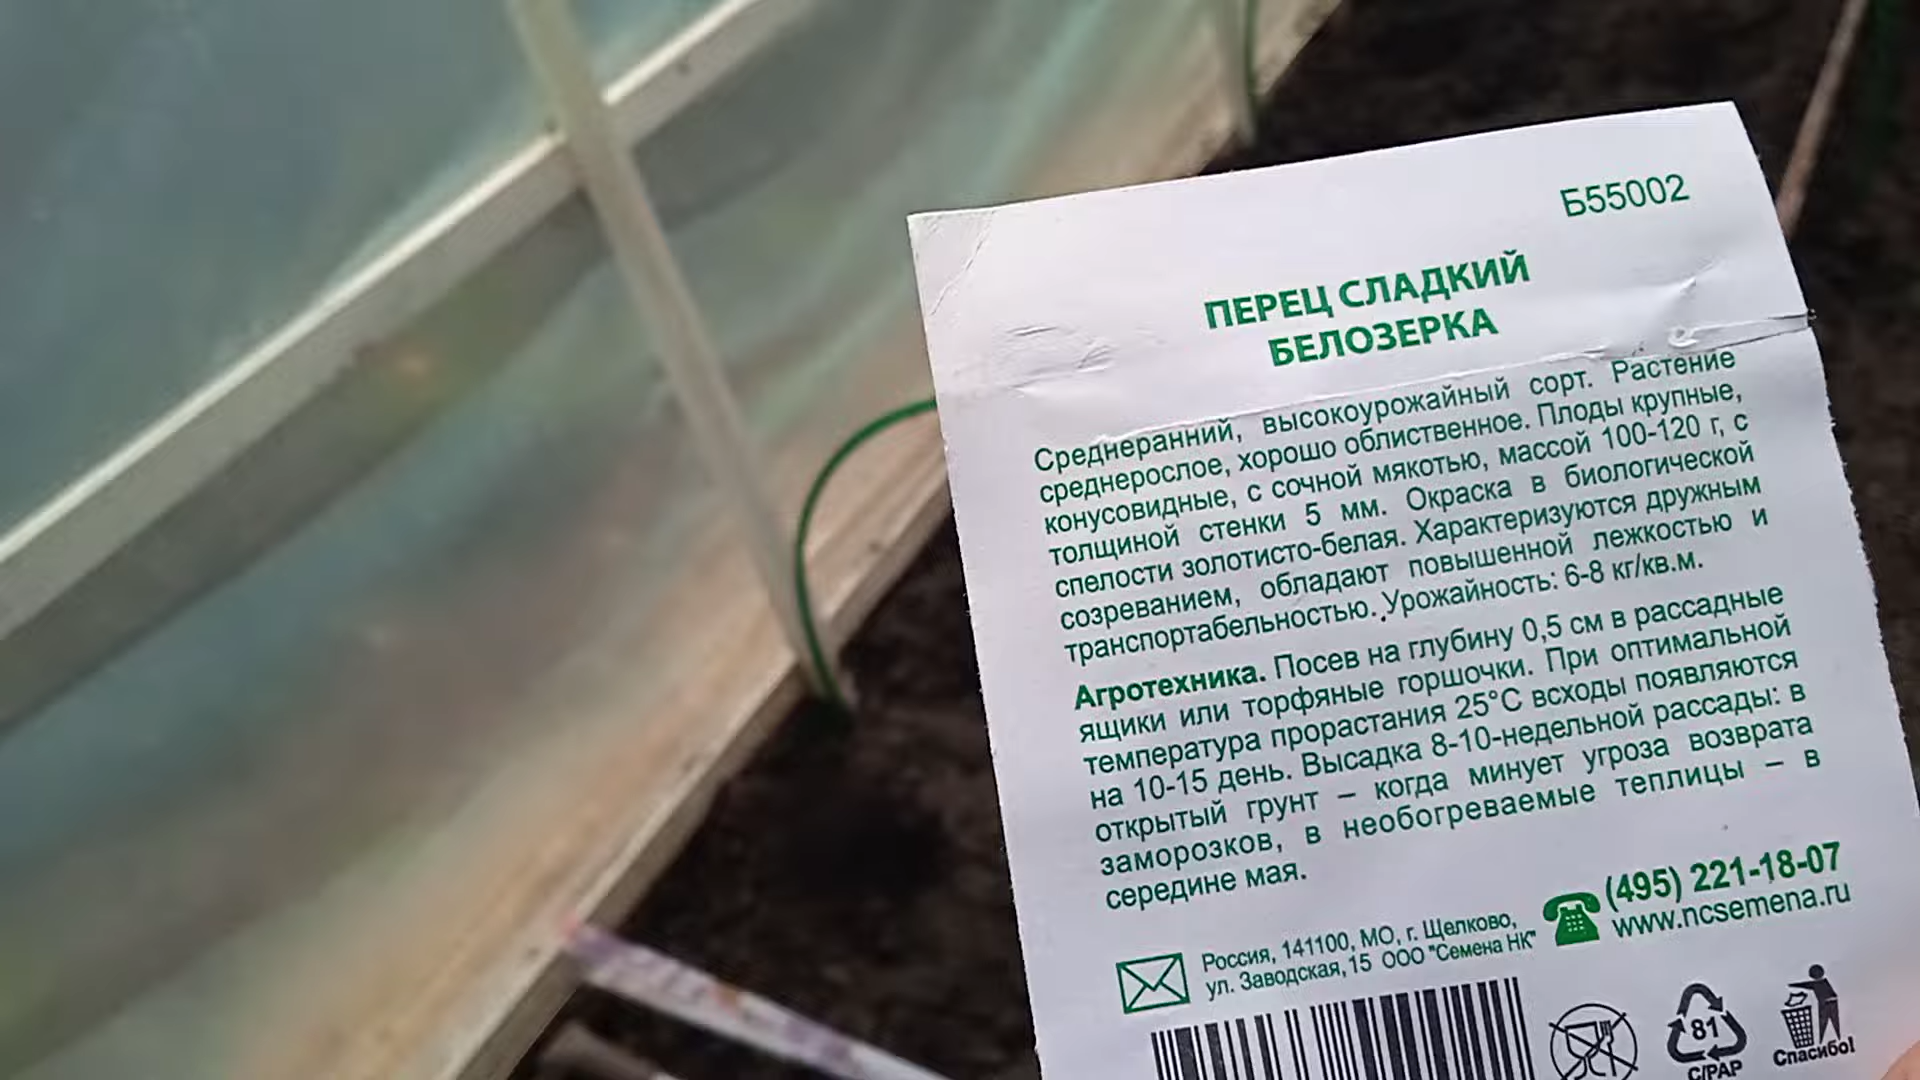 Б55002
ПЕРЕЦ СЛАДКИЙ
БЕЛОЗЕРКА
Среднеранний, высокоурожайный сорт. Растение
среднерослое, хорошо облиственное. Плоды крупные,
конусовидные, с сочной мякотью, массой 100-120 г, с
толщиной стенки 5 мм. Окраска в биологической
спелости золотисто-белая. Характеризуются дружным
созреванием, обладают повышенной лежкостью и
транспортабельностью. Урожайность: 6-8 кг/кв.м.
Агротехника. Посев на глубину 0,5 см в рассадные
ящики или торфяные горшочки. При оптимальной
температура прорастания 25°С всходы появляются
на 10-15 день. Высадка 8-10-недельной рассады: в
открытый грунт – когда минует угроза возврата
заморозков, в необогреваемые теплицы – в
середине мая.
(495) 221-18-07
www.ncsemena.ru
Россия, 141100, МО, г. Щелково,
ул. Заводская,15 ООО "Семена НК"
81
C/PAP
Спасибо!